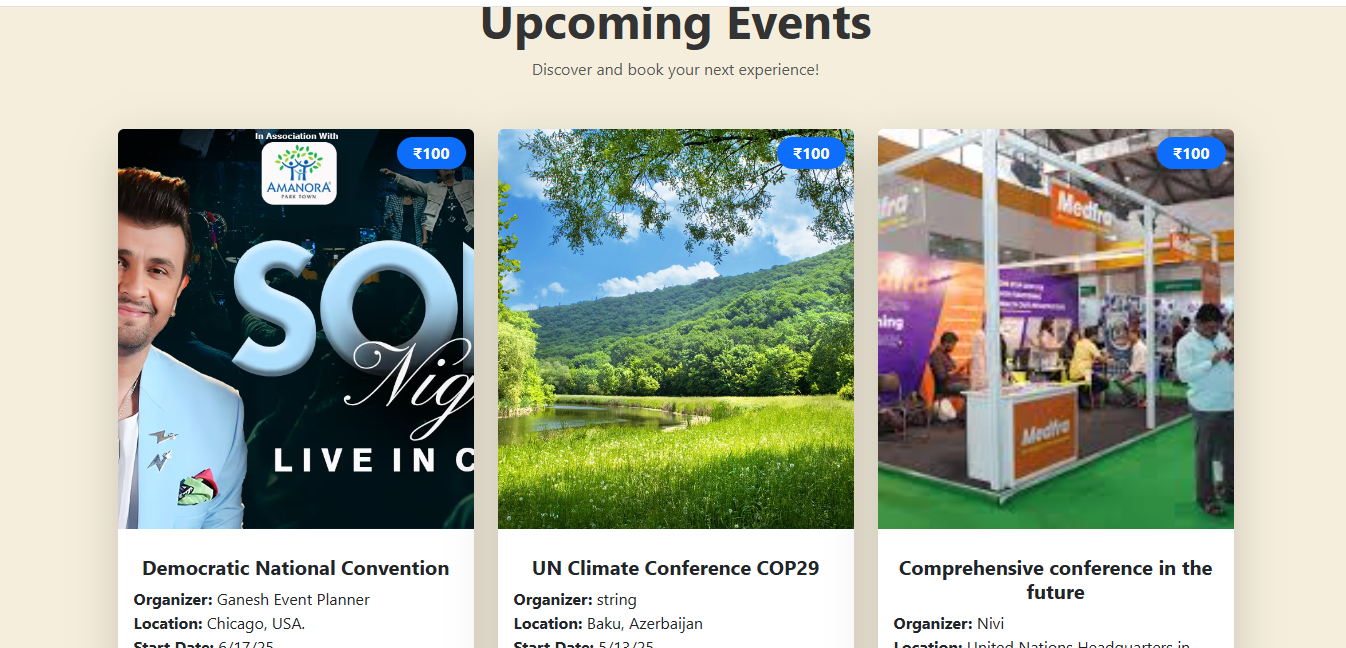 Upcoming Events
Discover and book your next experience!
In Association With
AMANORA
PARK TOWN
₹100
SON
Nig
LIVE IN C
Democratic National Convention
Organizer: Ganesh Event Planner
Location: Chicago, USA.
Start Date: 6/17/25
₹100
UN Climate Conference COP29
Organizer: string
Location: Baku, Azerbaijan
Start Date: 5/13/25
₹100
Medfra
Medfra
Comprehensive conference in the
future
Organizer: Nivi
Location: United Nations Headquarters in